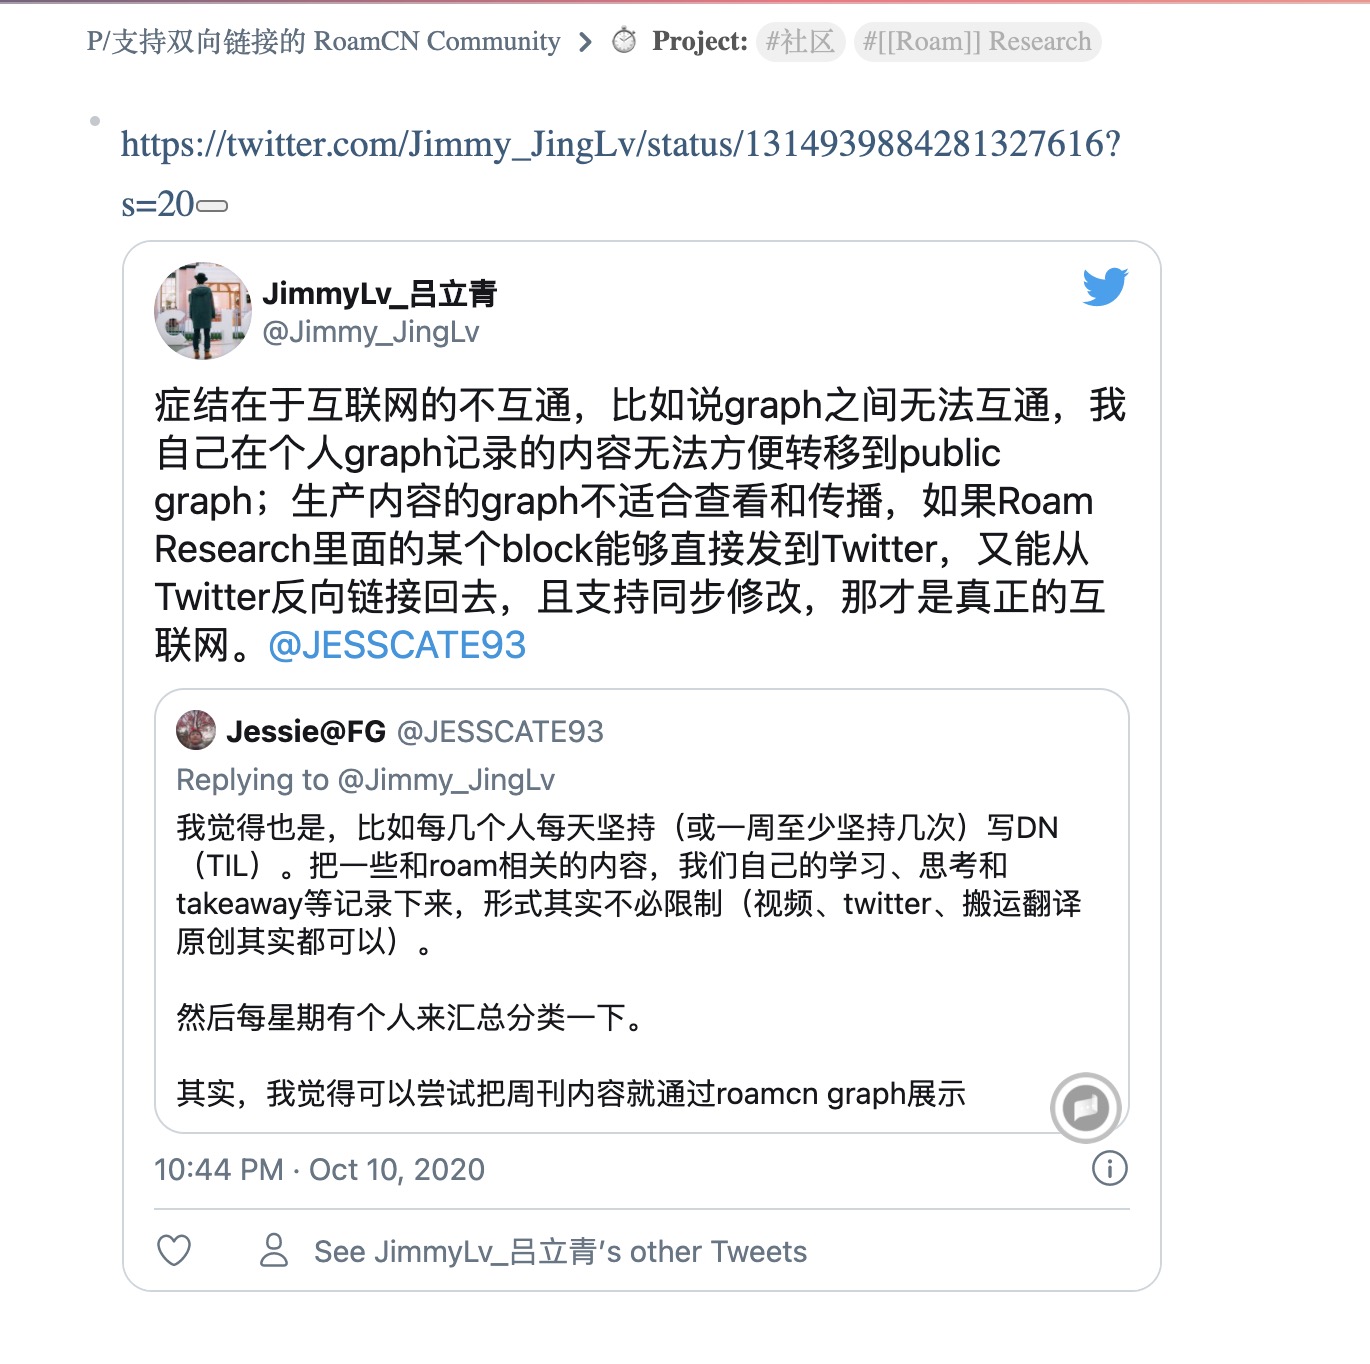 P/支持双向链接的 RoamCN Community > ⏱ Project: #社区 #[[Roam]] Research
https://twitter.com/Jimmy_JingLv/status/1314939884281327616?
s=20
JimmyLv_吕立青
@Jimmy_JingLv
症结在于互联网的不互通，比如说graph之间无法互通，我
自己在个人graph记录的内容无法方便转移到public
graph；生产内容的graph不适合查看和传播，如果Roam
Research里面的某个block能够直接发到Twitter，又能从
Twitter反向链接回去，且支持同步修改，那才是真正的互
联网。@JESSCATE93
Jessie@FG @JESSCATE93
Replying to @Jimmy_JingLv
我觉得也是，比如每几个人每天坚持（或一周至少坚持几次）写DN
（TIL）。把一些和roam相关的内容，我们自己的学习、思考和
takeaway等记录下来，形式其实不必限制（视频、twitter、搬运翻译
原创其实都可以）。
然后每星期有个人来汇总分类一下。
其实，我觉得可以尝试把周刊内容就通过roamcn graph展示
10:44 PM · Oct 10, 2020
See JimmyLv_吕立青's other Tweets